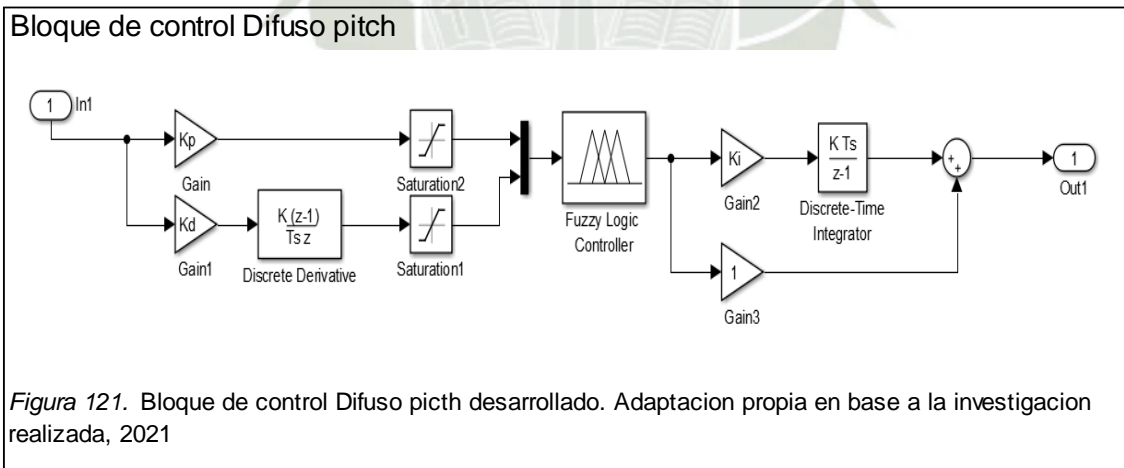 Bloque de control Difuso pitch
1
In1
Kp
Gain
Saturation2
Kd
Gain1
K (z-1)
Ts z
Discrete Derivative
Saturation1
Fuzzy Logic
Controller
Ki
Gain2
K Ts
z-1
Discrete-Time
Integrator
1
Gain3
+
+
1
Out1
Figura 121. Bloque de control Difuso picth desarrollado. Adaptacion propia en base a la investigacion
realizada, 2021